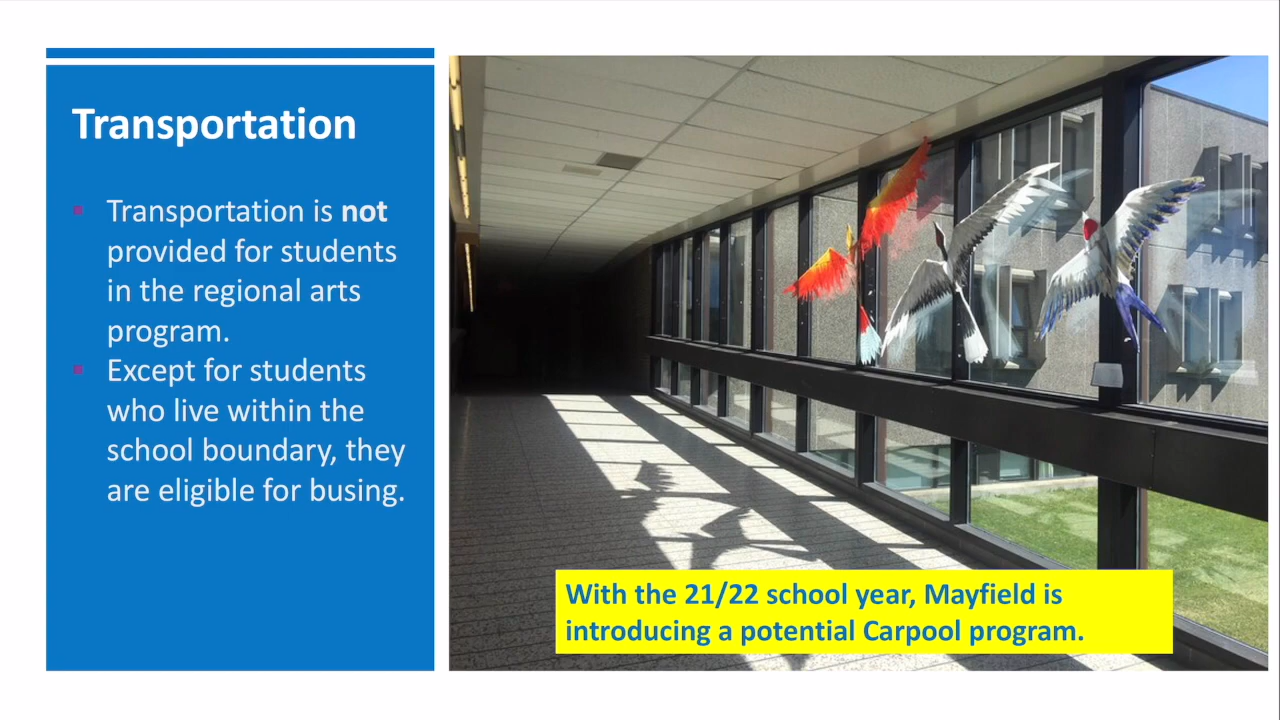 Transportation
Transportation is not
provided for students
in the regional arts
program.
Except for students
who live within the
school boundary, they
are eligible for busing.
With the 21/22 school year, Mayfield is
introducing a potential Carpool program.